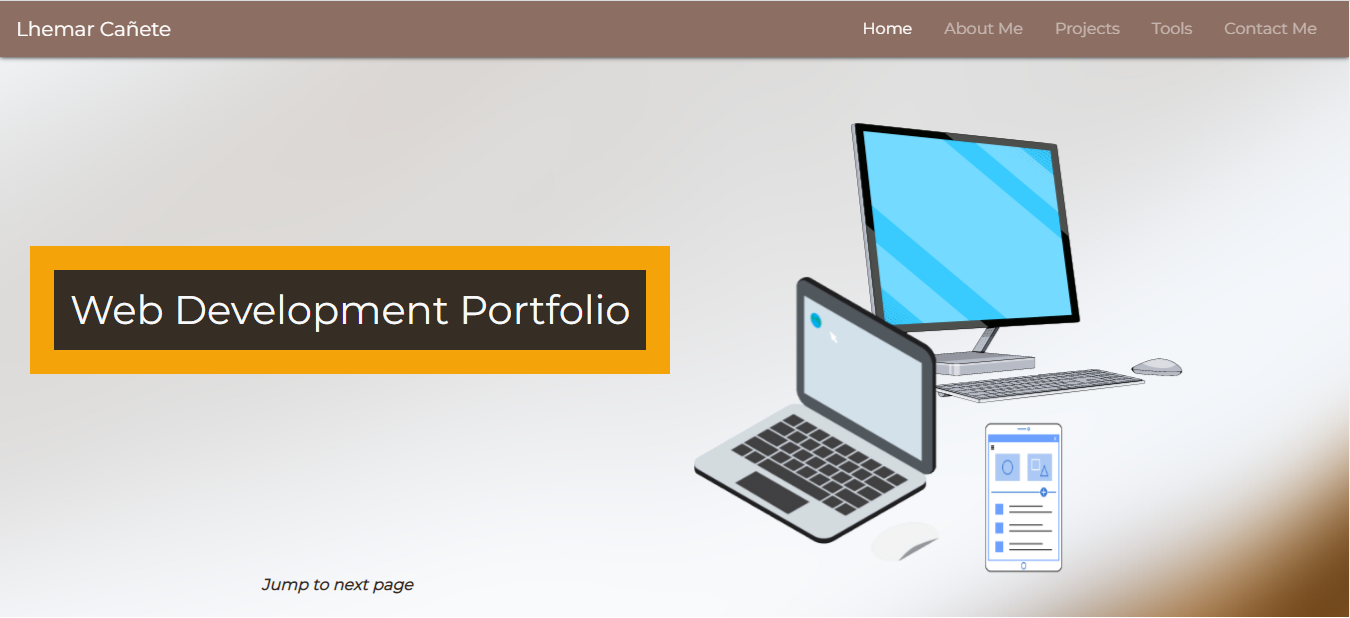 Lhemar Cañete
Home About Me Projects Tools Contact Me
Web Development Portfolio
Jump to next page